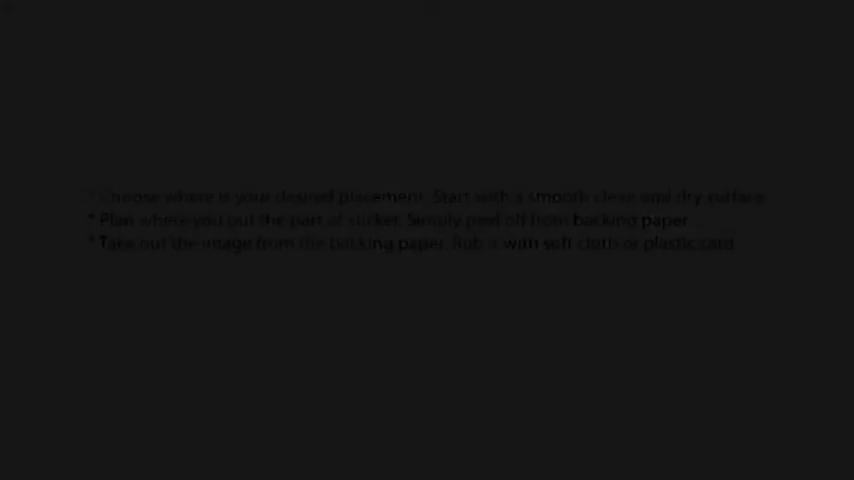 * Choose where is your desired placement. Start with a smooth clean and dry surface
* Plan where you put the part of sticker. Simply peel off from backing paper.
* Take out the image from the backing paper. Rub it with soft cloth or plastic card